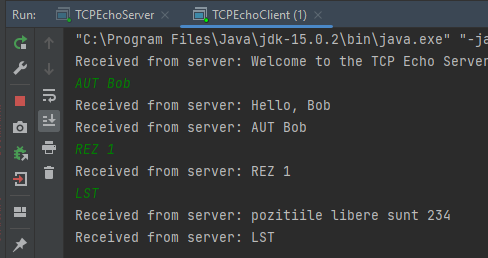 Run: TCPEchoServer TCPEchoClient (1)
"C:\Program Files\Java\jdk-15.0.2\bin\java.exe" "-ja
Received from server: Welcome to the TCP Echo Server
AUT Bob
Received from server: Hello, Bob
Received from server: AUT Bob
REZ 1
Received from server: REZ 1
LST
Received from server: pozitiile libere sunt 234
Received from server: LST